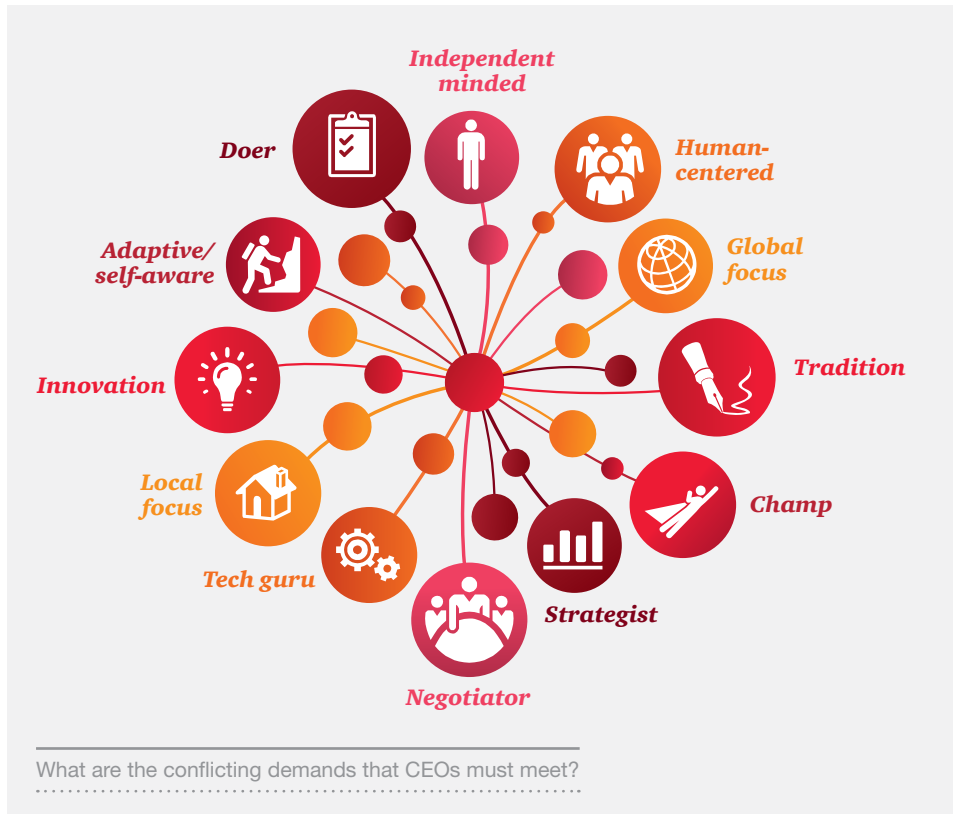 Independent
minded
Doer
Human-
centered
Adaptive/
self-aware
Global
focus
Innovation
Tradition
Local
focus
Champ
Tech guru
Strategist
Negotiator
What are the conflicting demands that CEOs must meet?